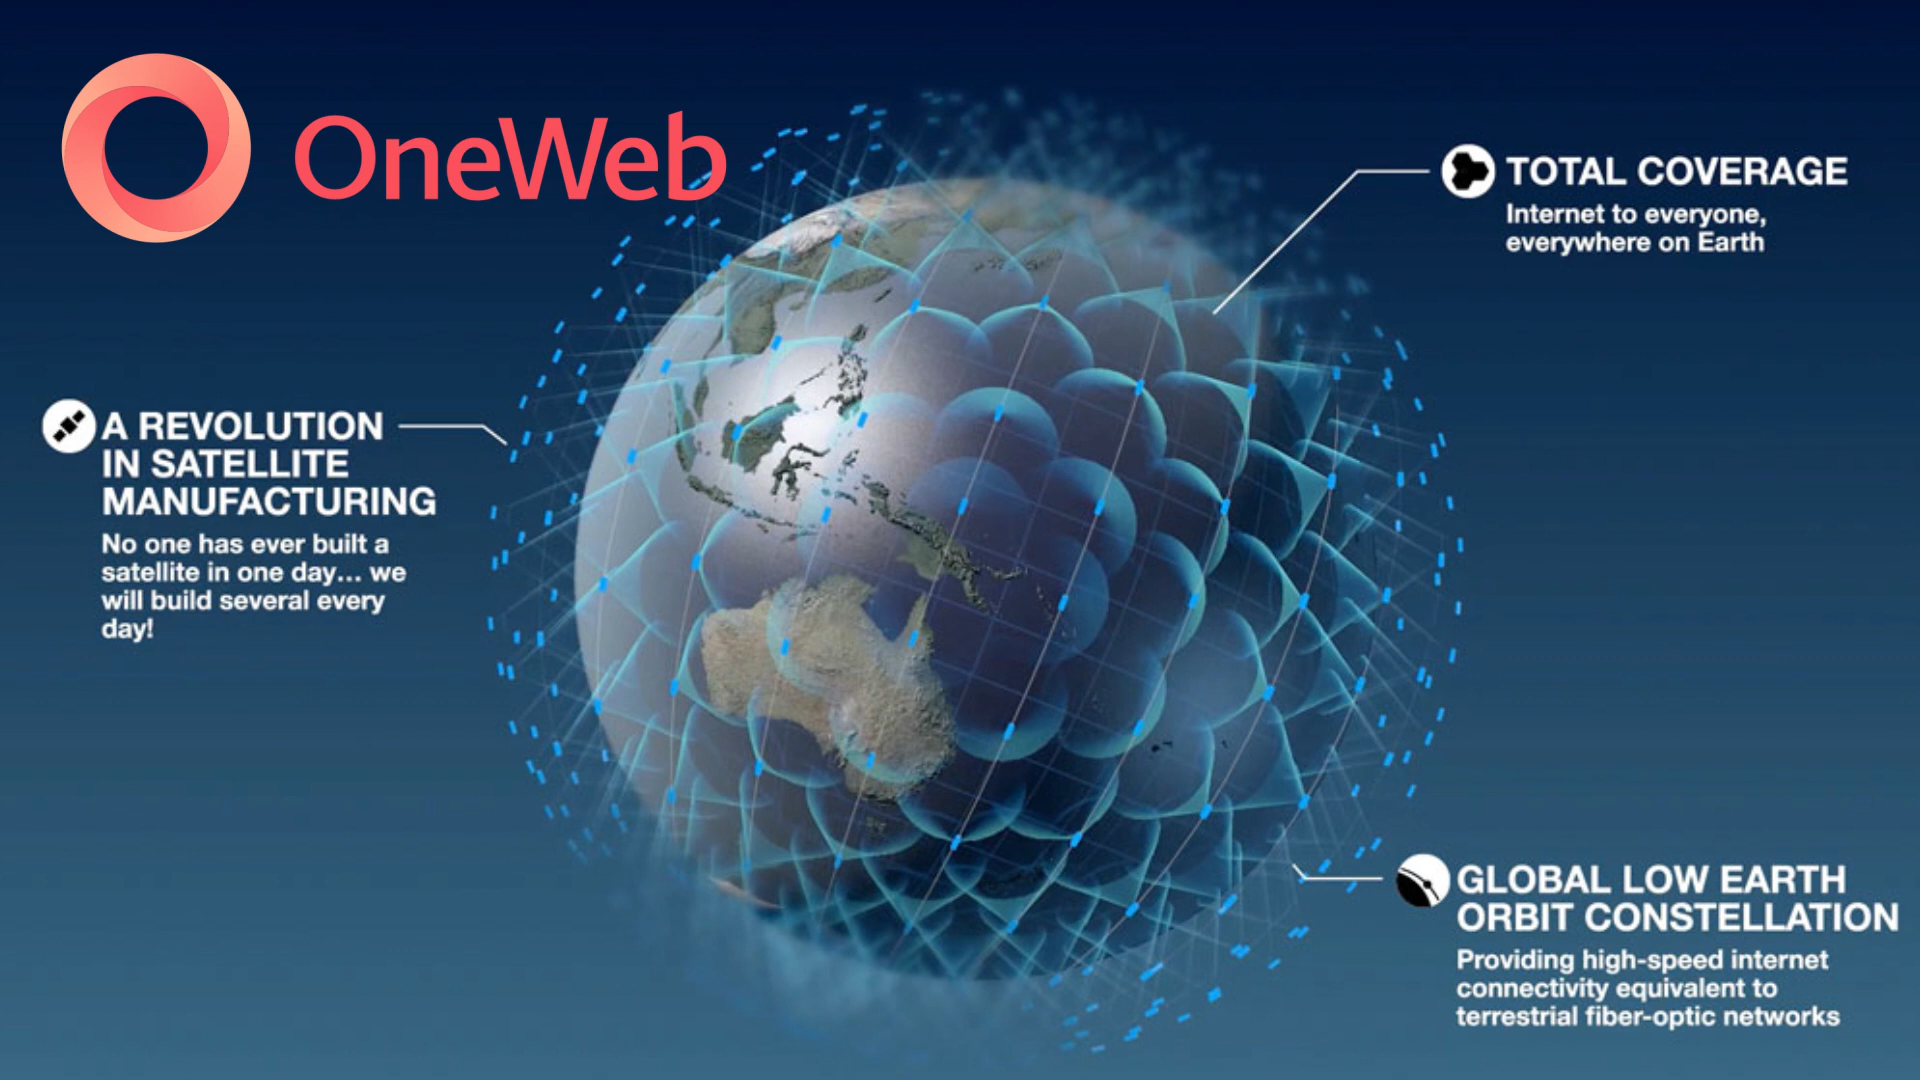 OneWeb
TOTAL COVERAGE
Internet to everyone,
everywhere on Earth
A REVOLUTION
IN SATELLITE
MANUFACTURING
No one has ever built a
satellite in one day... we
will build several every
day!
GLOBAL LOW EARTH
ORBIT CONSTELLATION
Providing high-speed internet
connectivity equivalent to
terrestrial fiber-optic networks